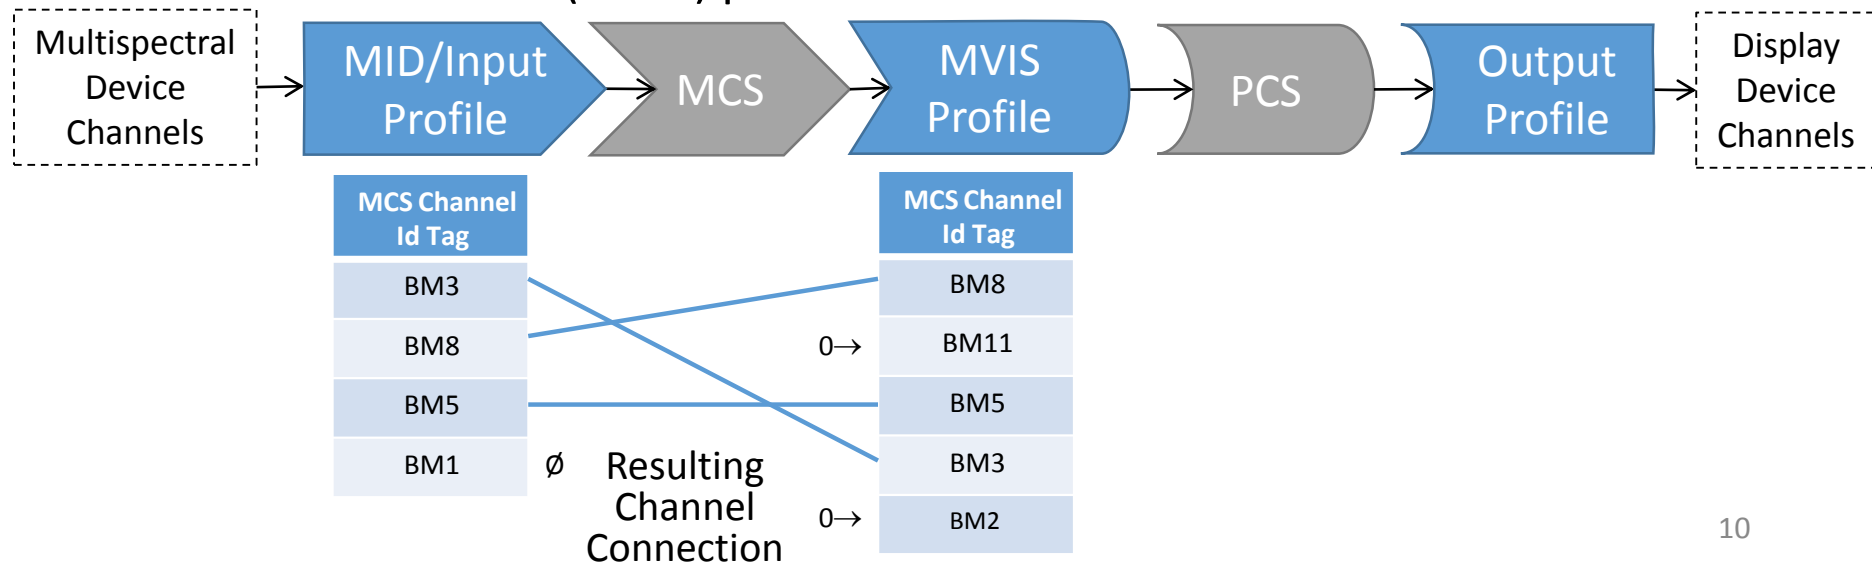 Multispectral
Device
Channels
MID/Input
Profile
MCS
MVIS
Profile
PCS
Output
Profile
Display
Device
Channels
MCS Channel
Id Tag
BM3
BM8
BM5
BM1
Ø
Resulting
Channel
Connection
MCS Channel
Id Tag
BM8
0→ BM11
BM5
BM3
0→ BM2
10